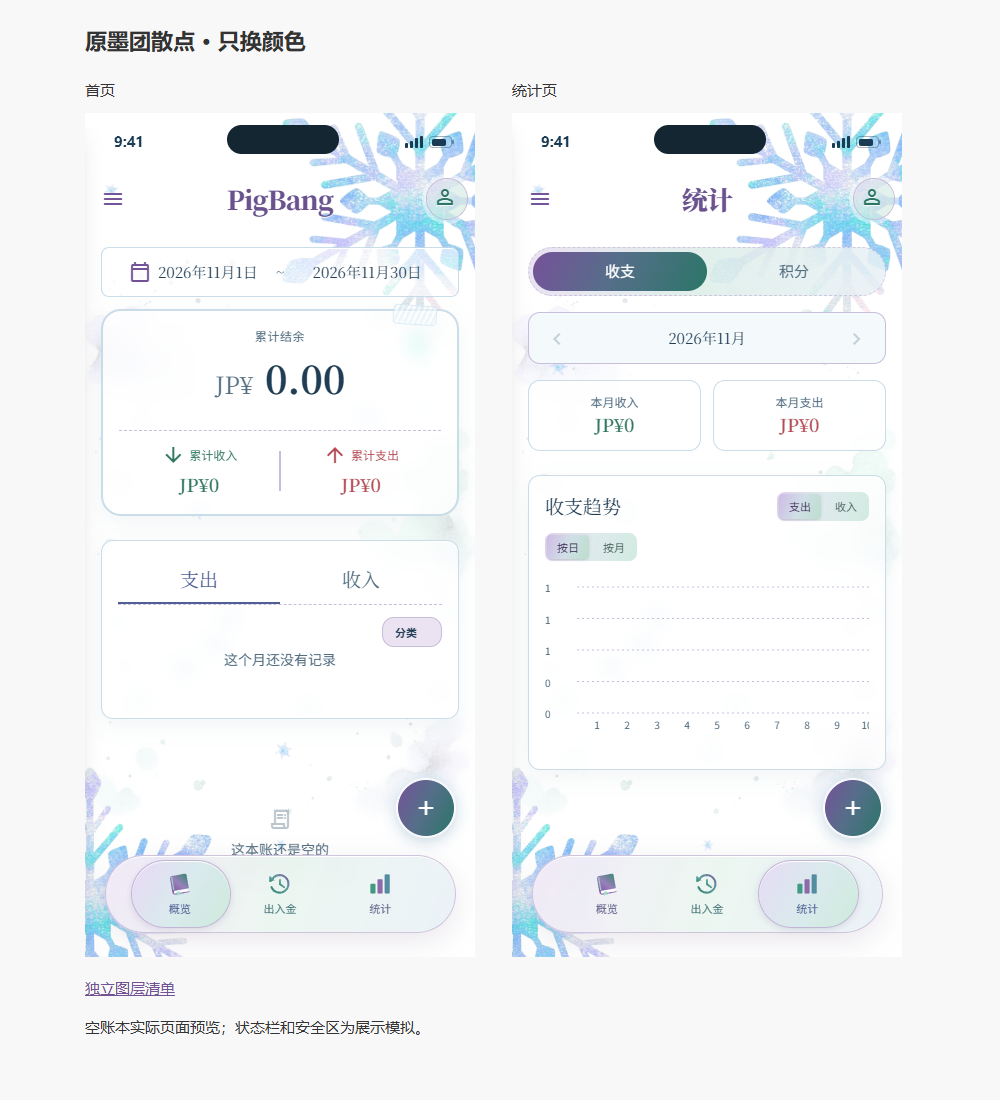 原墨团散点 · 只换颜色
首页
统计页
9:41
PigBang
2026年11月1日 ~ 2026年11月30日
累计结余
JP¥ 0.00
累计收入
JP¥0
累计支出
JP¥0
支出 收入
分类
这个月还没有记录
这本账还是空的
+
概览 出入金 统计
9:41
统计
收支 积分
2026年11月
本月收入
JP¥0
本月支出
JP¥0
收支趋势
支出 收入
按日 按月
1
1
1
0
0
1 2 3 4 5 6 7 8 9 10
+
概览 出入金 统计
独立图层清单
空账本实际页面预览；状态栏和安全区为展示模拟。